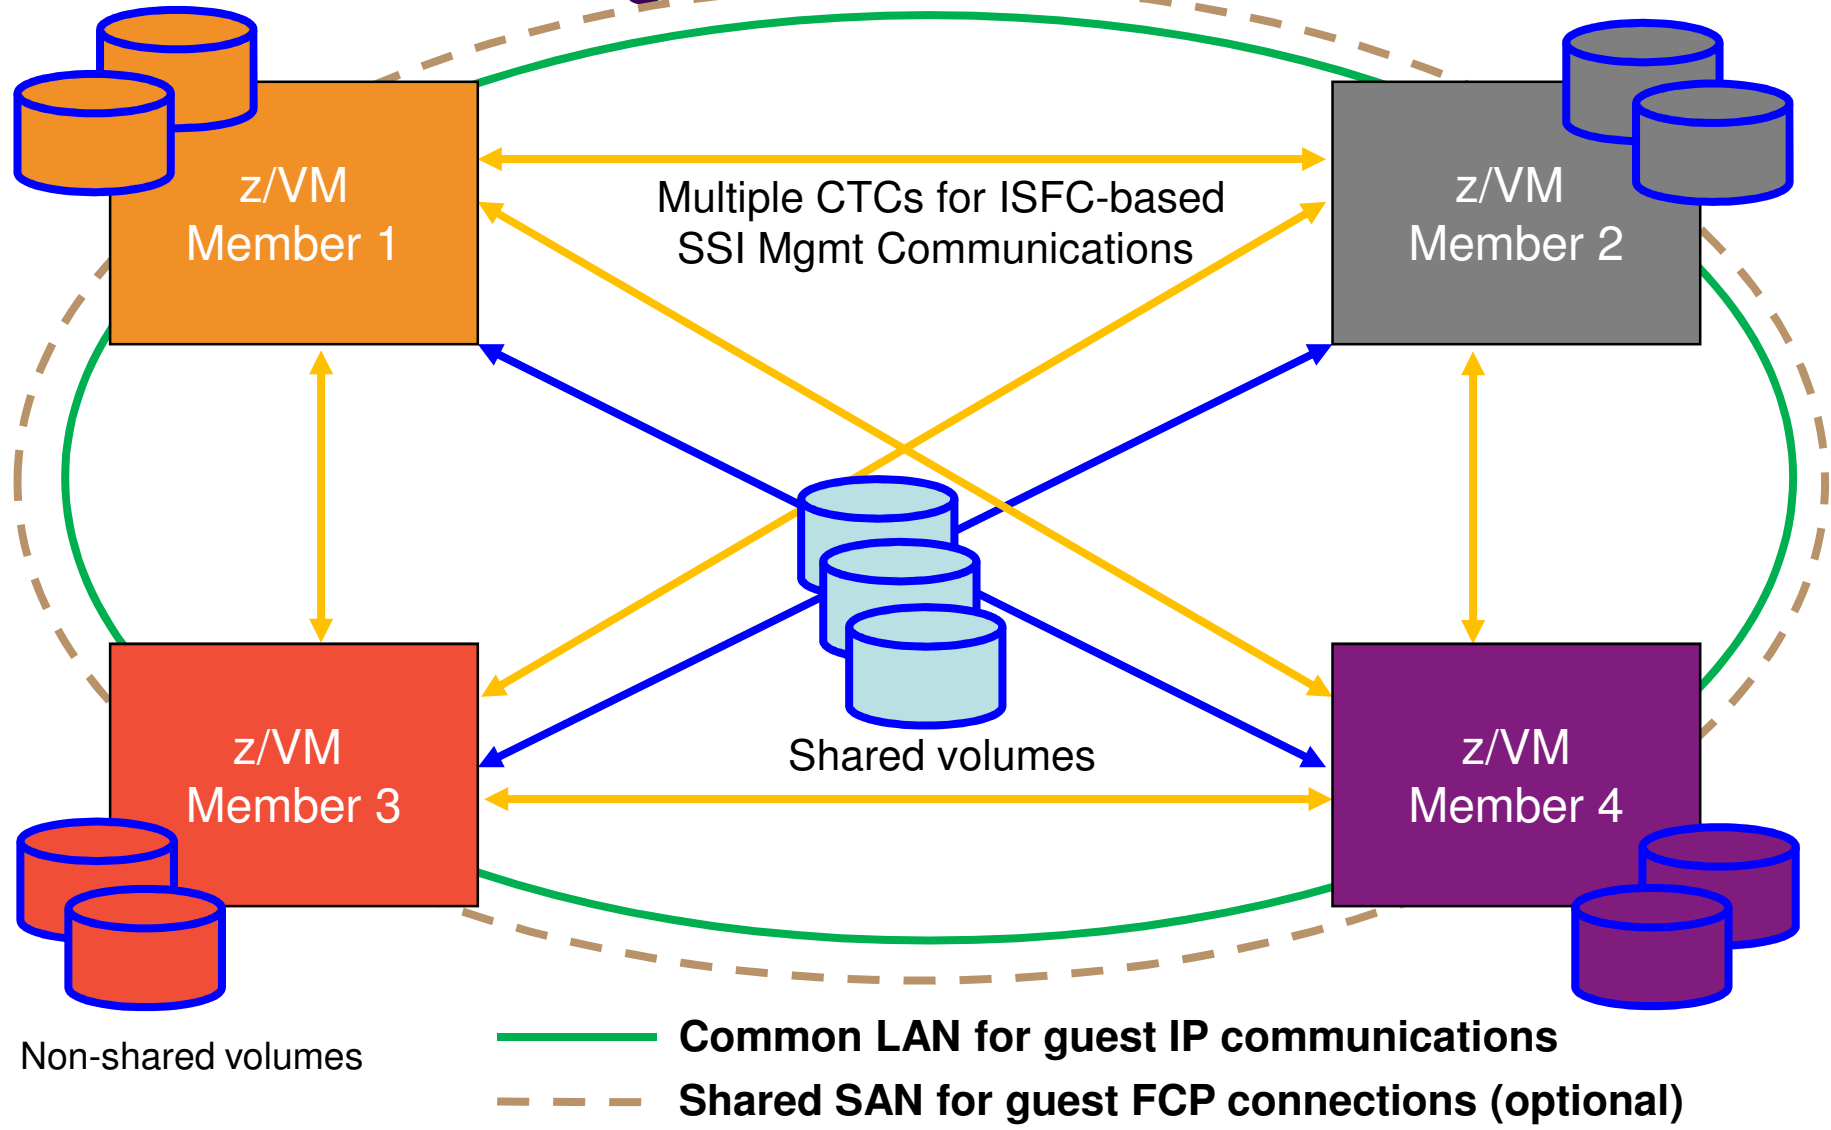 z/VM
Member 1
Multiple CTCs for ISFC-based
SSI Mgmt Communications
z/VM
Member 2
z/VM
Member 3
Shared volumes
z/VM
Member 4
Non-shared volumes
Common LAN for guest IP communications
Shared SAN for guest FCP connections (optional)